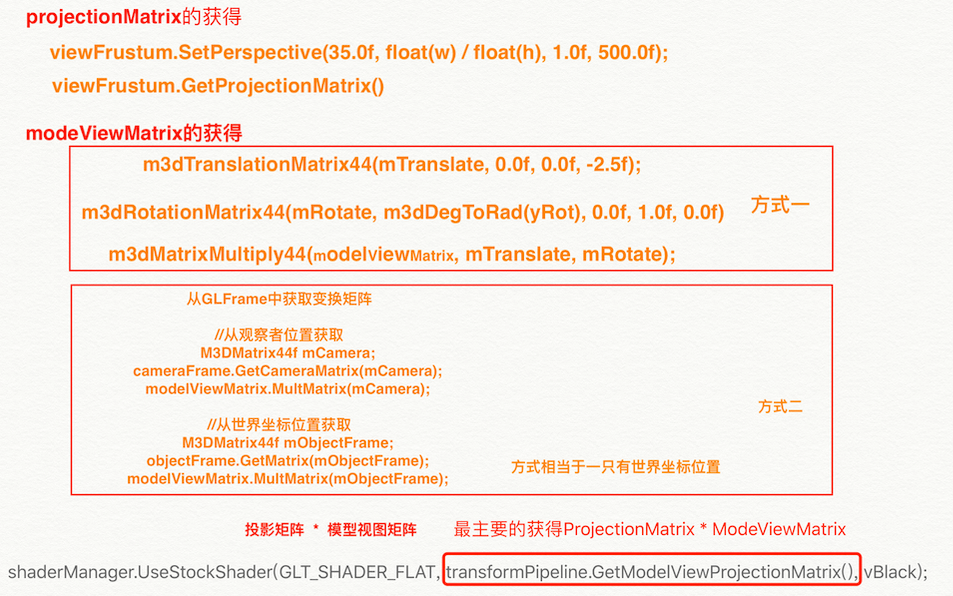 projectionMatrix的获得
viewFrustum.SetPerspective(35.0f, float(w) / float(h), 1.0f, 500.0f);
viewFrustum.GetProjectionMatrix()
modeViewMatrix的获得
m3dTranslationMatrix44(mTranslate, 0.0f, 0.0f, -2.5f);
m3dRotationMatrix44(mRotate, m3dDegToRad(yRot), 0.0f, 1.0f, 0.0f)
方式一
m3dMatrixMultiply44(modelViewMatrix, mTranslate, mRotate);
从GLFrame中获取变换矩阵
//从观察者位置获取
M3DMatrix44f mCamera;
cameraFrame.GetCameraMatrix(mCamera);
modelViewMatrix.MultMatrix(mCamera);
方式二
//从世界坐标位置获取
M3DMatrix44f mObjectFrame;
objectFrame.GetMatrix(mObjectFrame);
modelViewMatrix.MultMatrix(mObjectFrame);
方式相当于一只有世界坐标位置
投影矩阵 * 模型视图矩阵
最主要的获得ProjectionMatrix * ModeViewMatrix
shaderManager.UseStockShader(GLT_SHADER_FLAT, transformPipeline.GetModelViewProjectionMatrix(), vBlack);